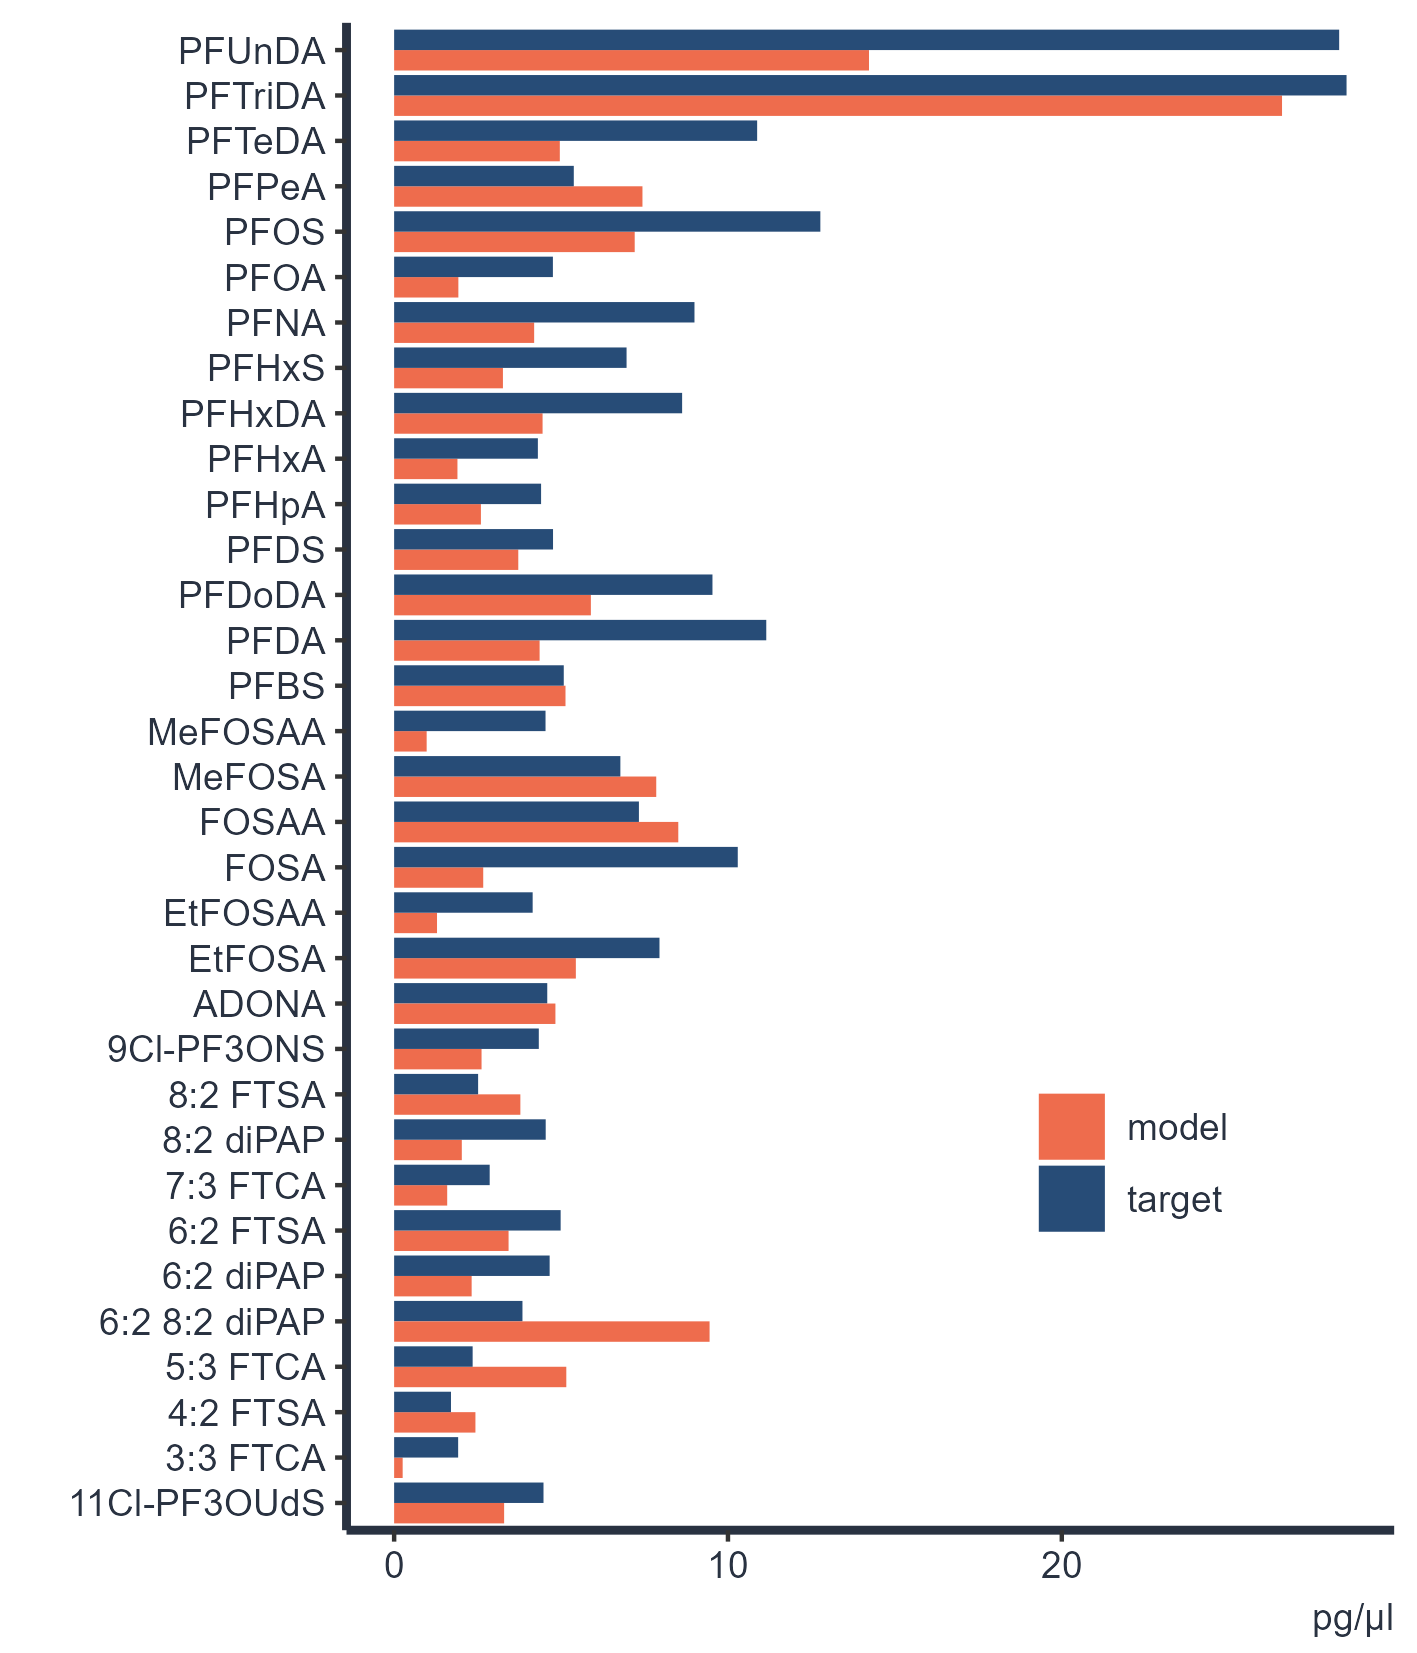 PFUnDA
PFTriDA
PFTeDA
PFPeA
PFOS
PFOA
PFNA
PFHxS
PFHxDA
PFHxA
PFHpA
PFDS
PFDoDA
PFDA
PFBS
MeFOSAA
MeFOSA
FOSAA
FOSA
EtFOSAA
EtFOSA
ADONA
9Cl-PF3ONS
8:2 FTSA
8:2 diPAP
7:3 FTCA
6:2 FTSA
6:2 diPAP
6:2 8:2 diPAP
5:3 FTCA
4:2 FTSA
3:3 FTCA
11Cl-PF3OUdS
model
target
0 10 20
pg/µl